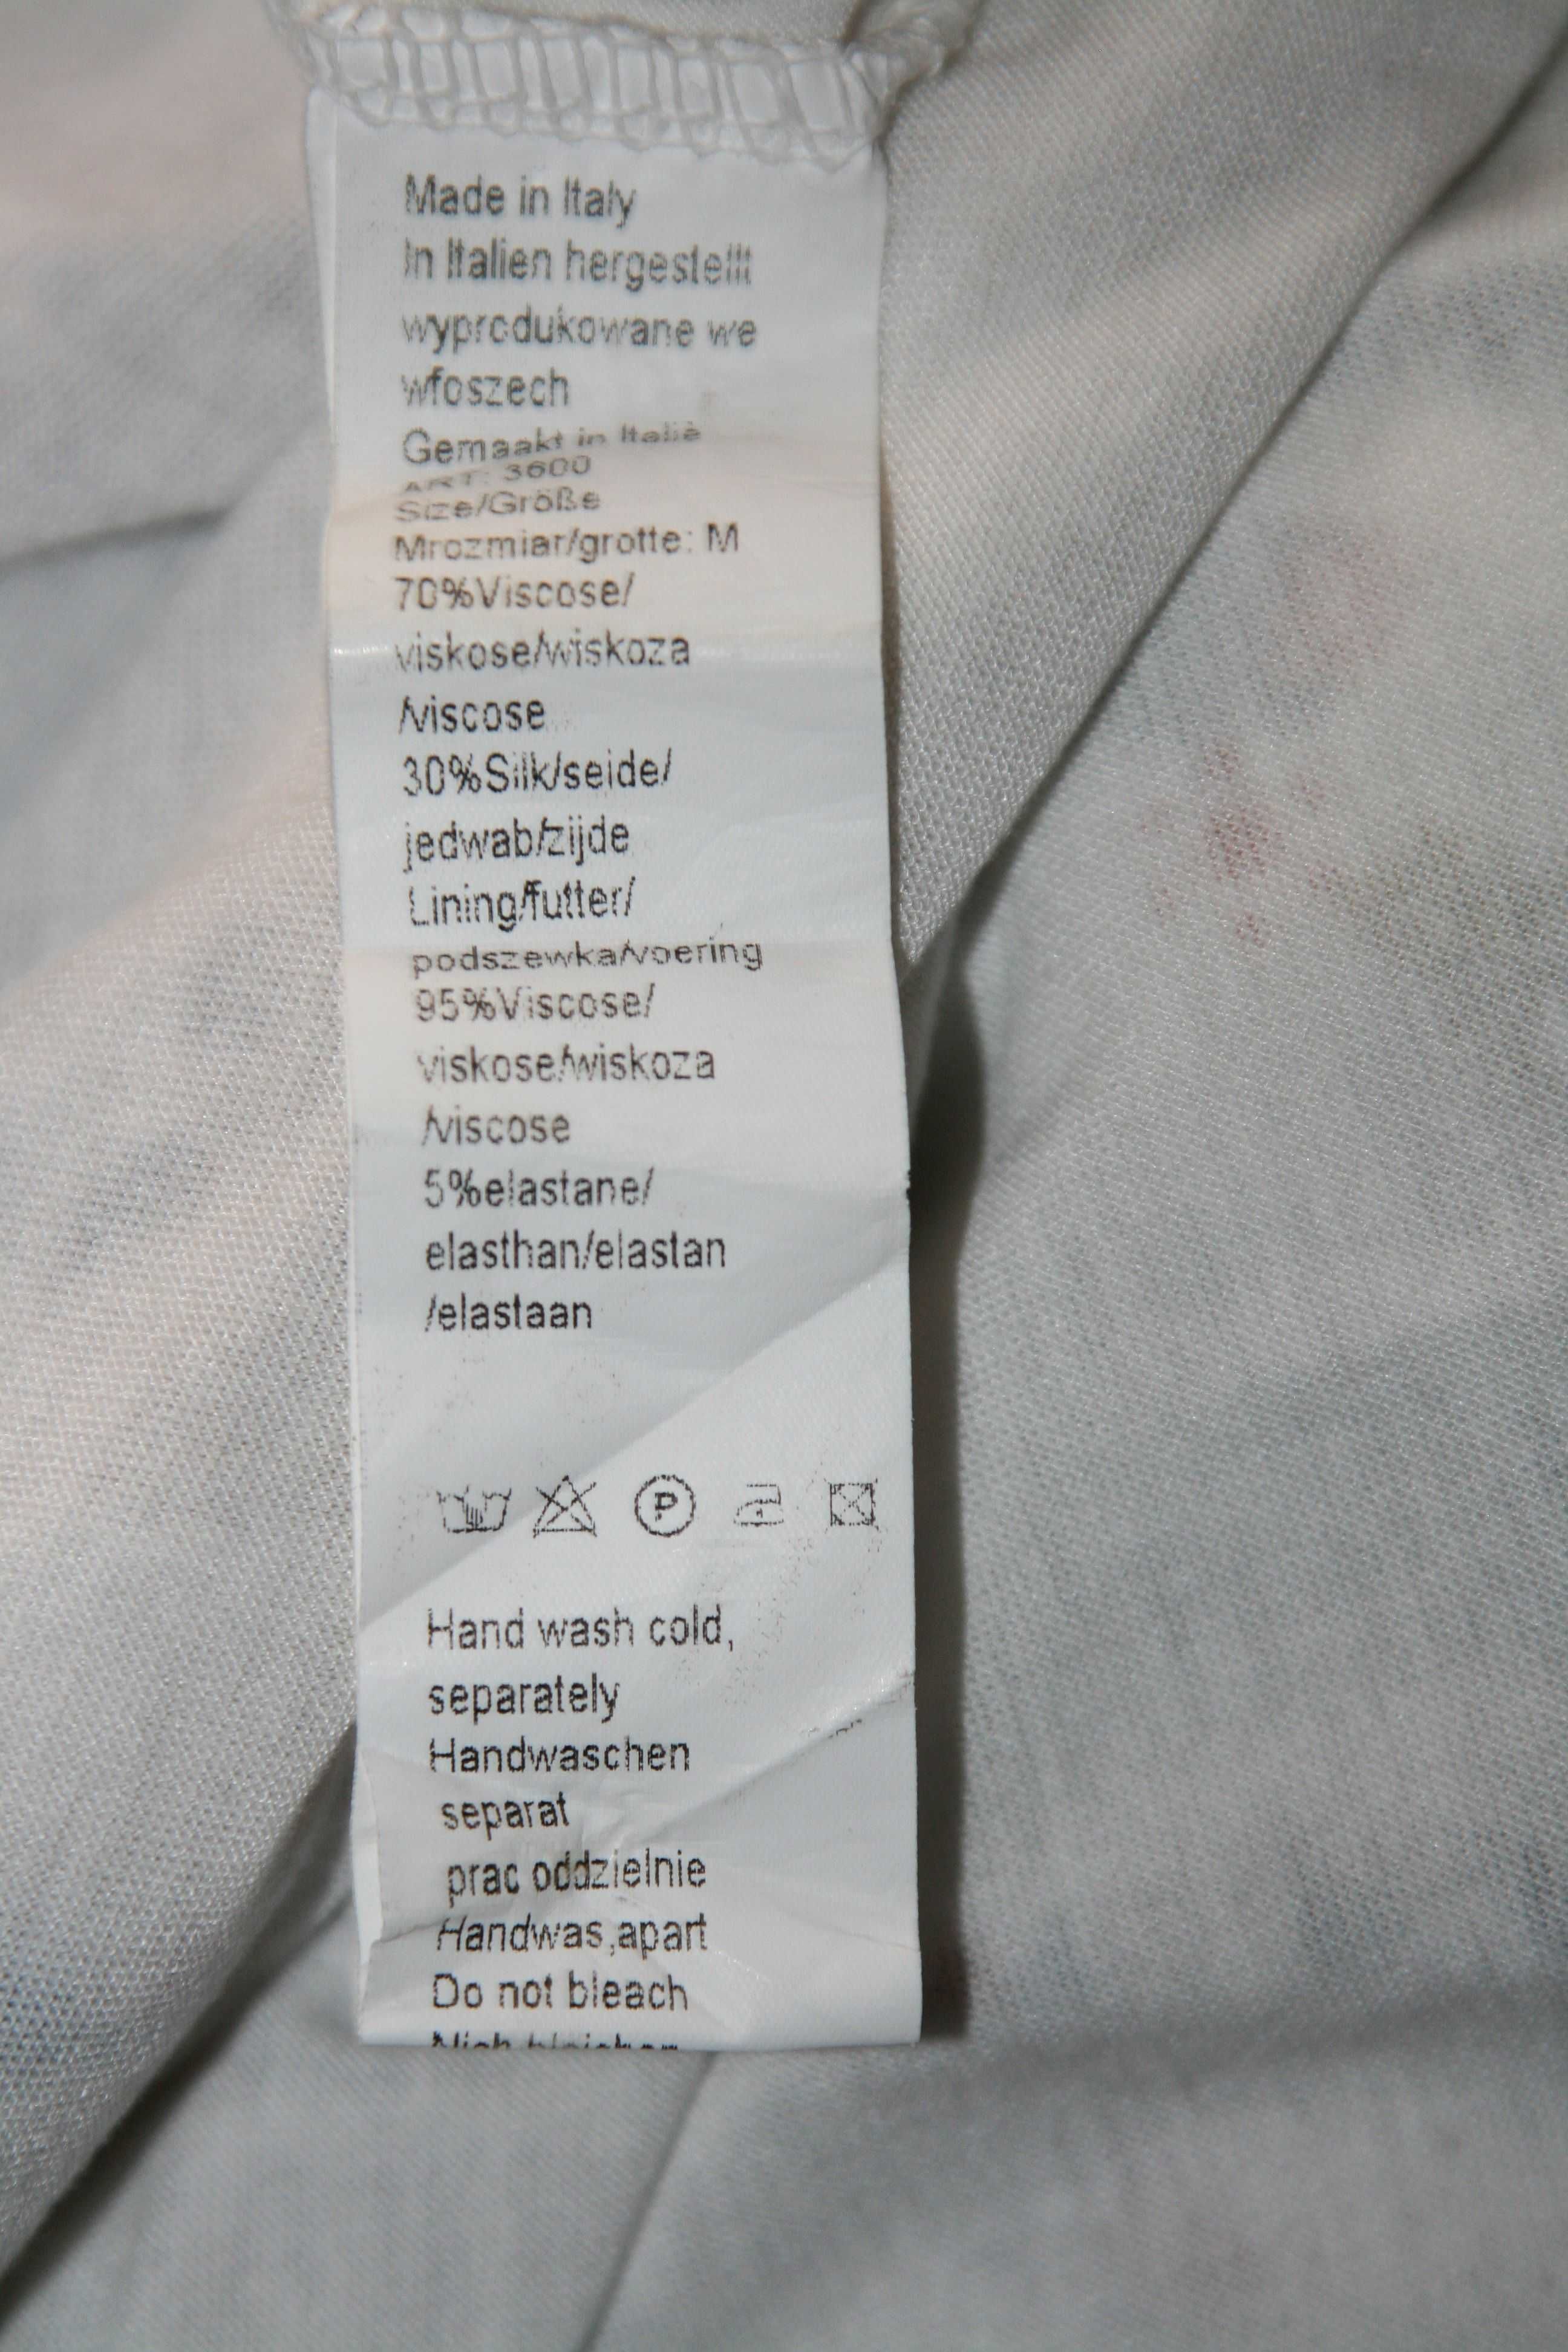 Made in Italy
In Italien hergestellt
wyprodukowane we
wfoszech
Gemaakt in Italië
ART: 3600
Size/Größe
Mrozmiar/grotte: M
70%Viscose/
viskose/wiskoza
/viscose
30%Silk/seide/
jedwab/zijde
Lining/futter/
podszewka/voering
95%Viscose/
viskose/wiskoza
/viscose
5%elastane/
elasthan/elastan
/elastaan
P
Hand wash cold,
separately
Handwaschen
separat
prac oddzielnie
Handwas,apart
Do not bleach